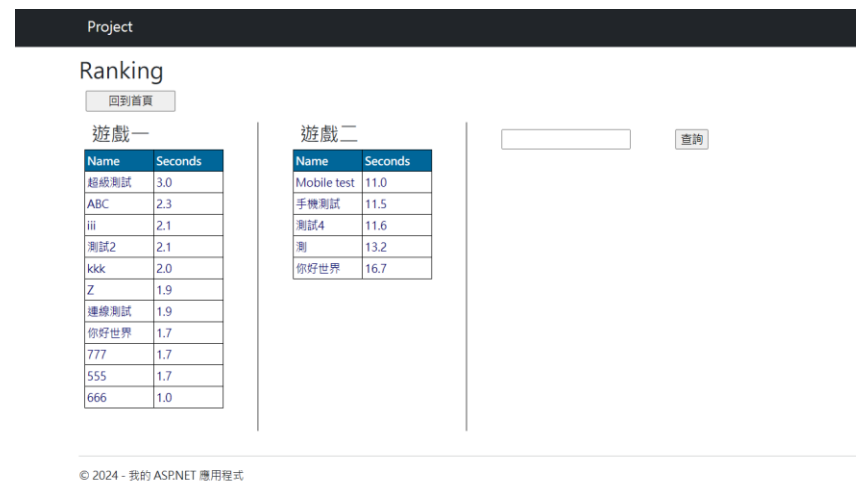 Project
Ranking
回到首頁
遊戲一
Name Seconds
超級測試 3.0
ABC 2.3
iii 2.1
測試2 2.1
kkk 2.0
Z 1.9
連線測試 1.9
你好世界 1.7
777 1.7
555 1.7
666 1.0
遊戲二
Name Seconds
Mobile test 11.0
手機測試 11.5
測試4 11.6
測 13.2
你好世界 16.7
查詢
© 2024 - 我的 ASP.NET 應用程式